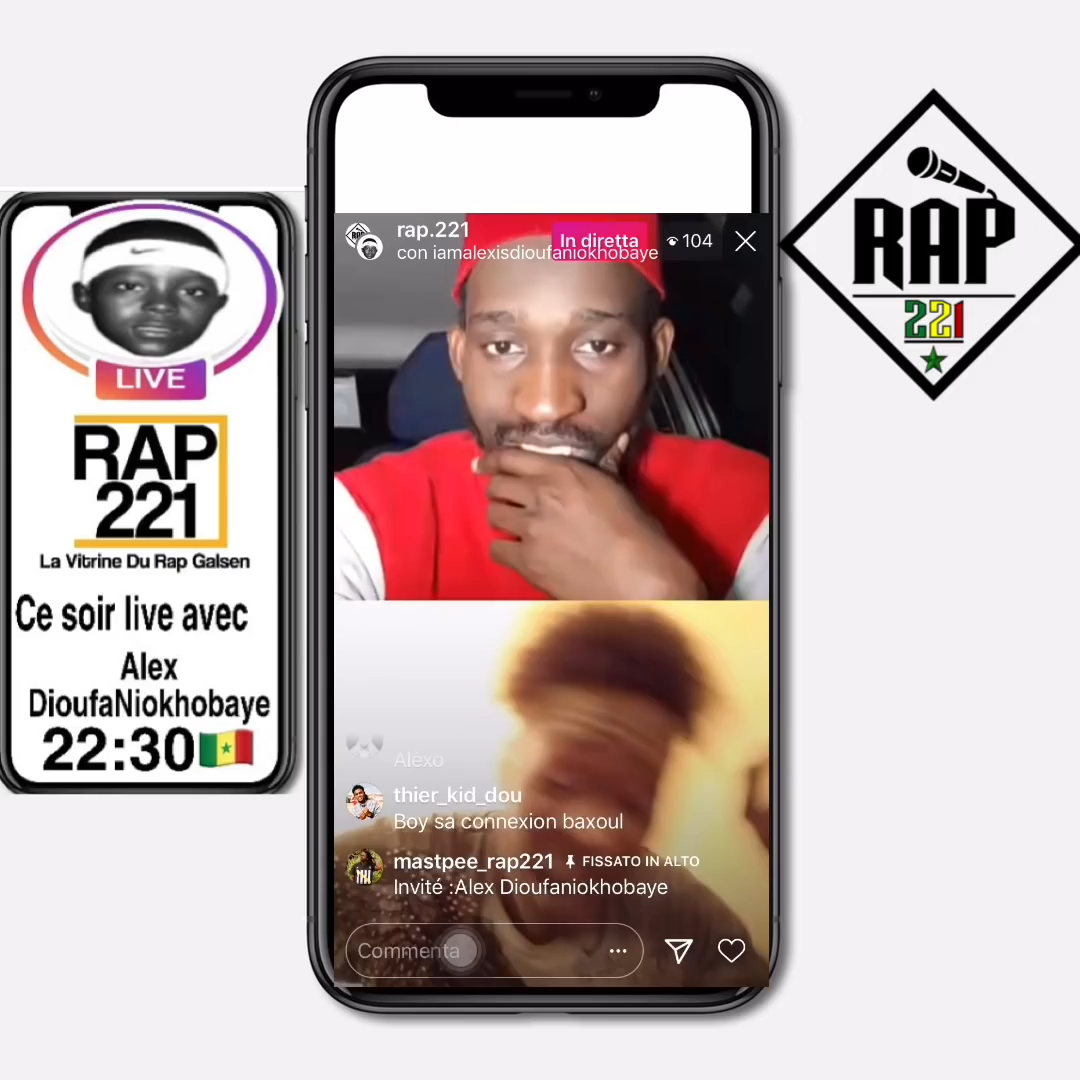 LIVE
RAP
221
La Vitrine Du Rap Galsen
Ce soir live avec
Alex
DioufaNiokhobaye
22:30
rap.221
con iamalexisdioufaniokhobaye
In diretta
104
Alèxo
thier_kid_dou
Boy sa connexion baxoul
mastpee_rap221 FISSATO IN ALTO
Invité :Alex Dioufaniokhobaye
Commenta
RAP
221